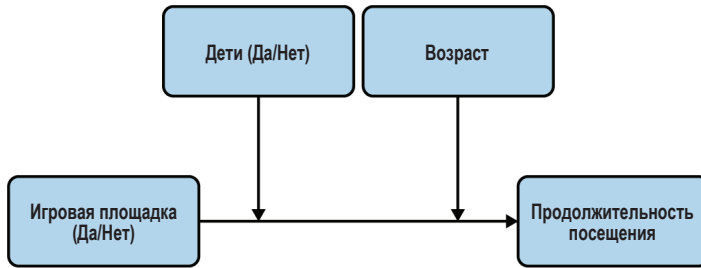 Дети (Да/Нет)
Возраст
Игровая площадка
(Да/Нет)
Продолжительность
посещения